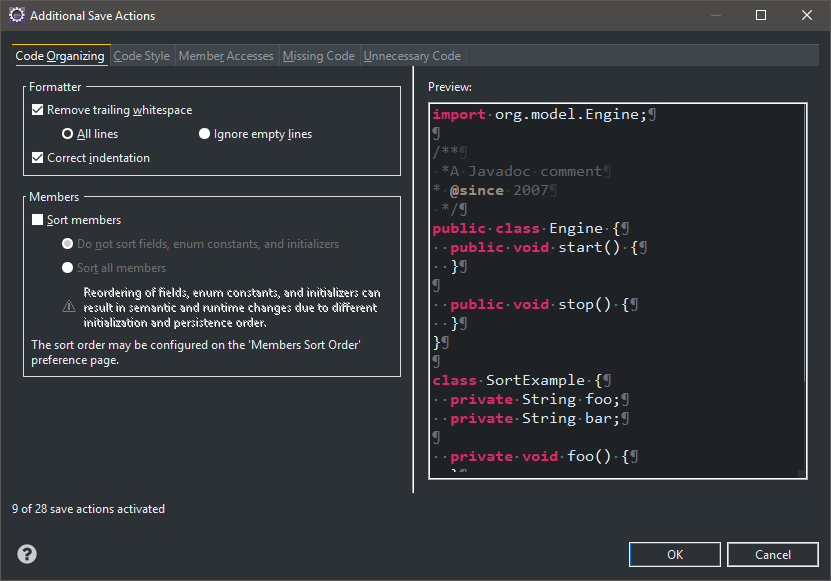 Additional Save Actions
Code Organizing Code Style Member Accesses Missing Code Unnecessary Code
Formatter
Remove trailing whitespace
All lines Ignore empty lines
Correct indentation
Members
Sort members
Do not sort fields, enum constants, and initializers
Sort all members
Reordering of fields, enum constants, and initializers can
result in semantic and runtime changes due to different
initialization and persistence order.
The sort order may be configured on the 'Members Sort Order'
preference page.
Preview:
import·org.model.Engine;¶
¶
/**¶
·*A·Javadoc·comment¶
*·@since·2007¶
·*/¶
public·class·Engine·{¶
··public·void·start()·{¶
··}¶
¶
··public·void·stop()·{¶
··}¶
}¶
¶
class·SortExample·{¶
··private·String·foo;¶
··private·String·bar;¶
¶
··private·void·foo()·{¶
··}¶
9 of 28 save actions activated
?
OK Cancel